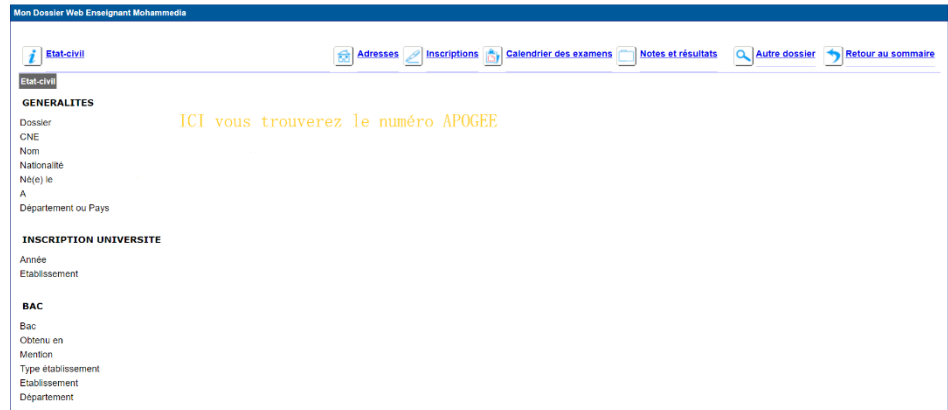 Mon Dossier Web Enseignant Mohammedia
Etat-civil Adresses Inscriptions Calendrier des examens Notes et résultats Autre dossier Retour au sommaire
Etat-civil
GENERALITES
Dossier ICI vous trouverez le numéro APOGEE
CNE
Nom
Nationalité
Né(e) le
A
Département ou Pays
INSCRIPTION UNIVERSITE
Année
Etablissement
BAC
Bac
Obtenu en
Mention
Type établissement
Etablissement
Département